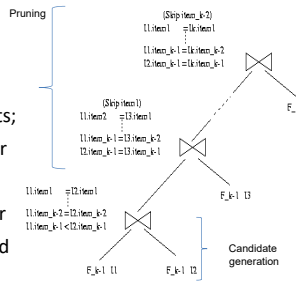 Pruning
(Skip item_k-2)
I1.item1 =Ik.item1
I1.item_k-1=Ik.item_k-2
I2.item_k-1=Ik.item_k-1
(Skip item1)
I1.item2 =I3.item1
I1.item_k-1=I3.item_k-2
I2.item_k-1=I3.item_k-1
ts;
r
F_
F_k-1 I3
I1.item1 =I2.item1
I1.item_k-2=I2.item_k-2
I1.item_k-1<I2.item_k-1
r
d
Candidate
generation
F_k-1 I1
F_k-1 I2